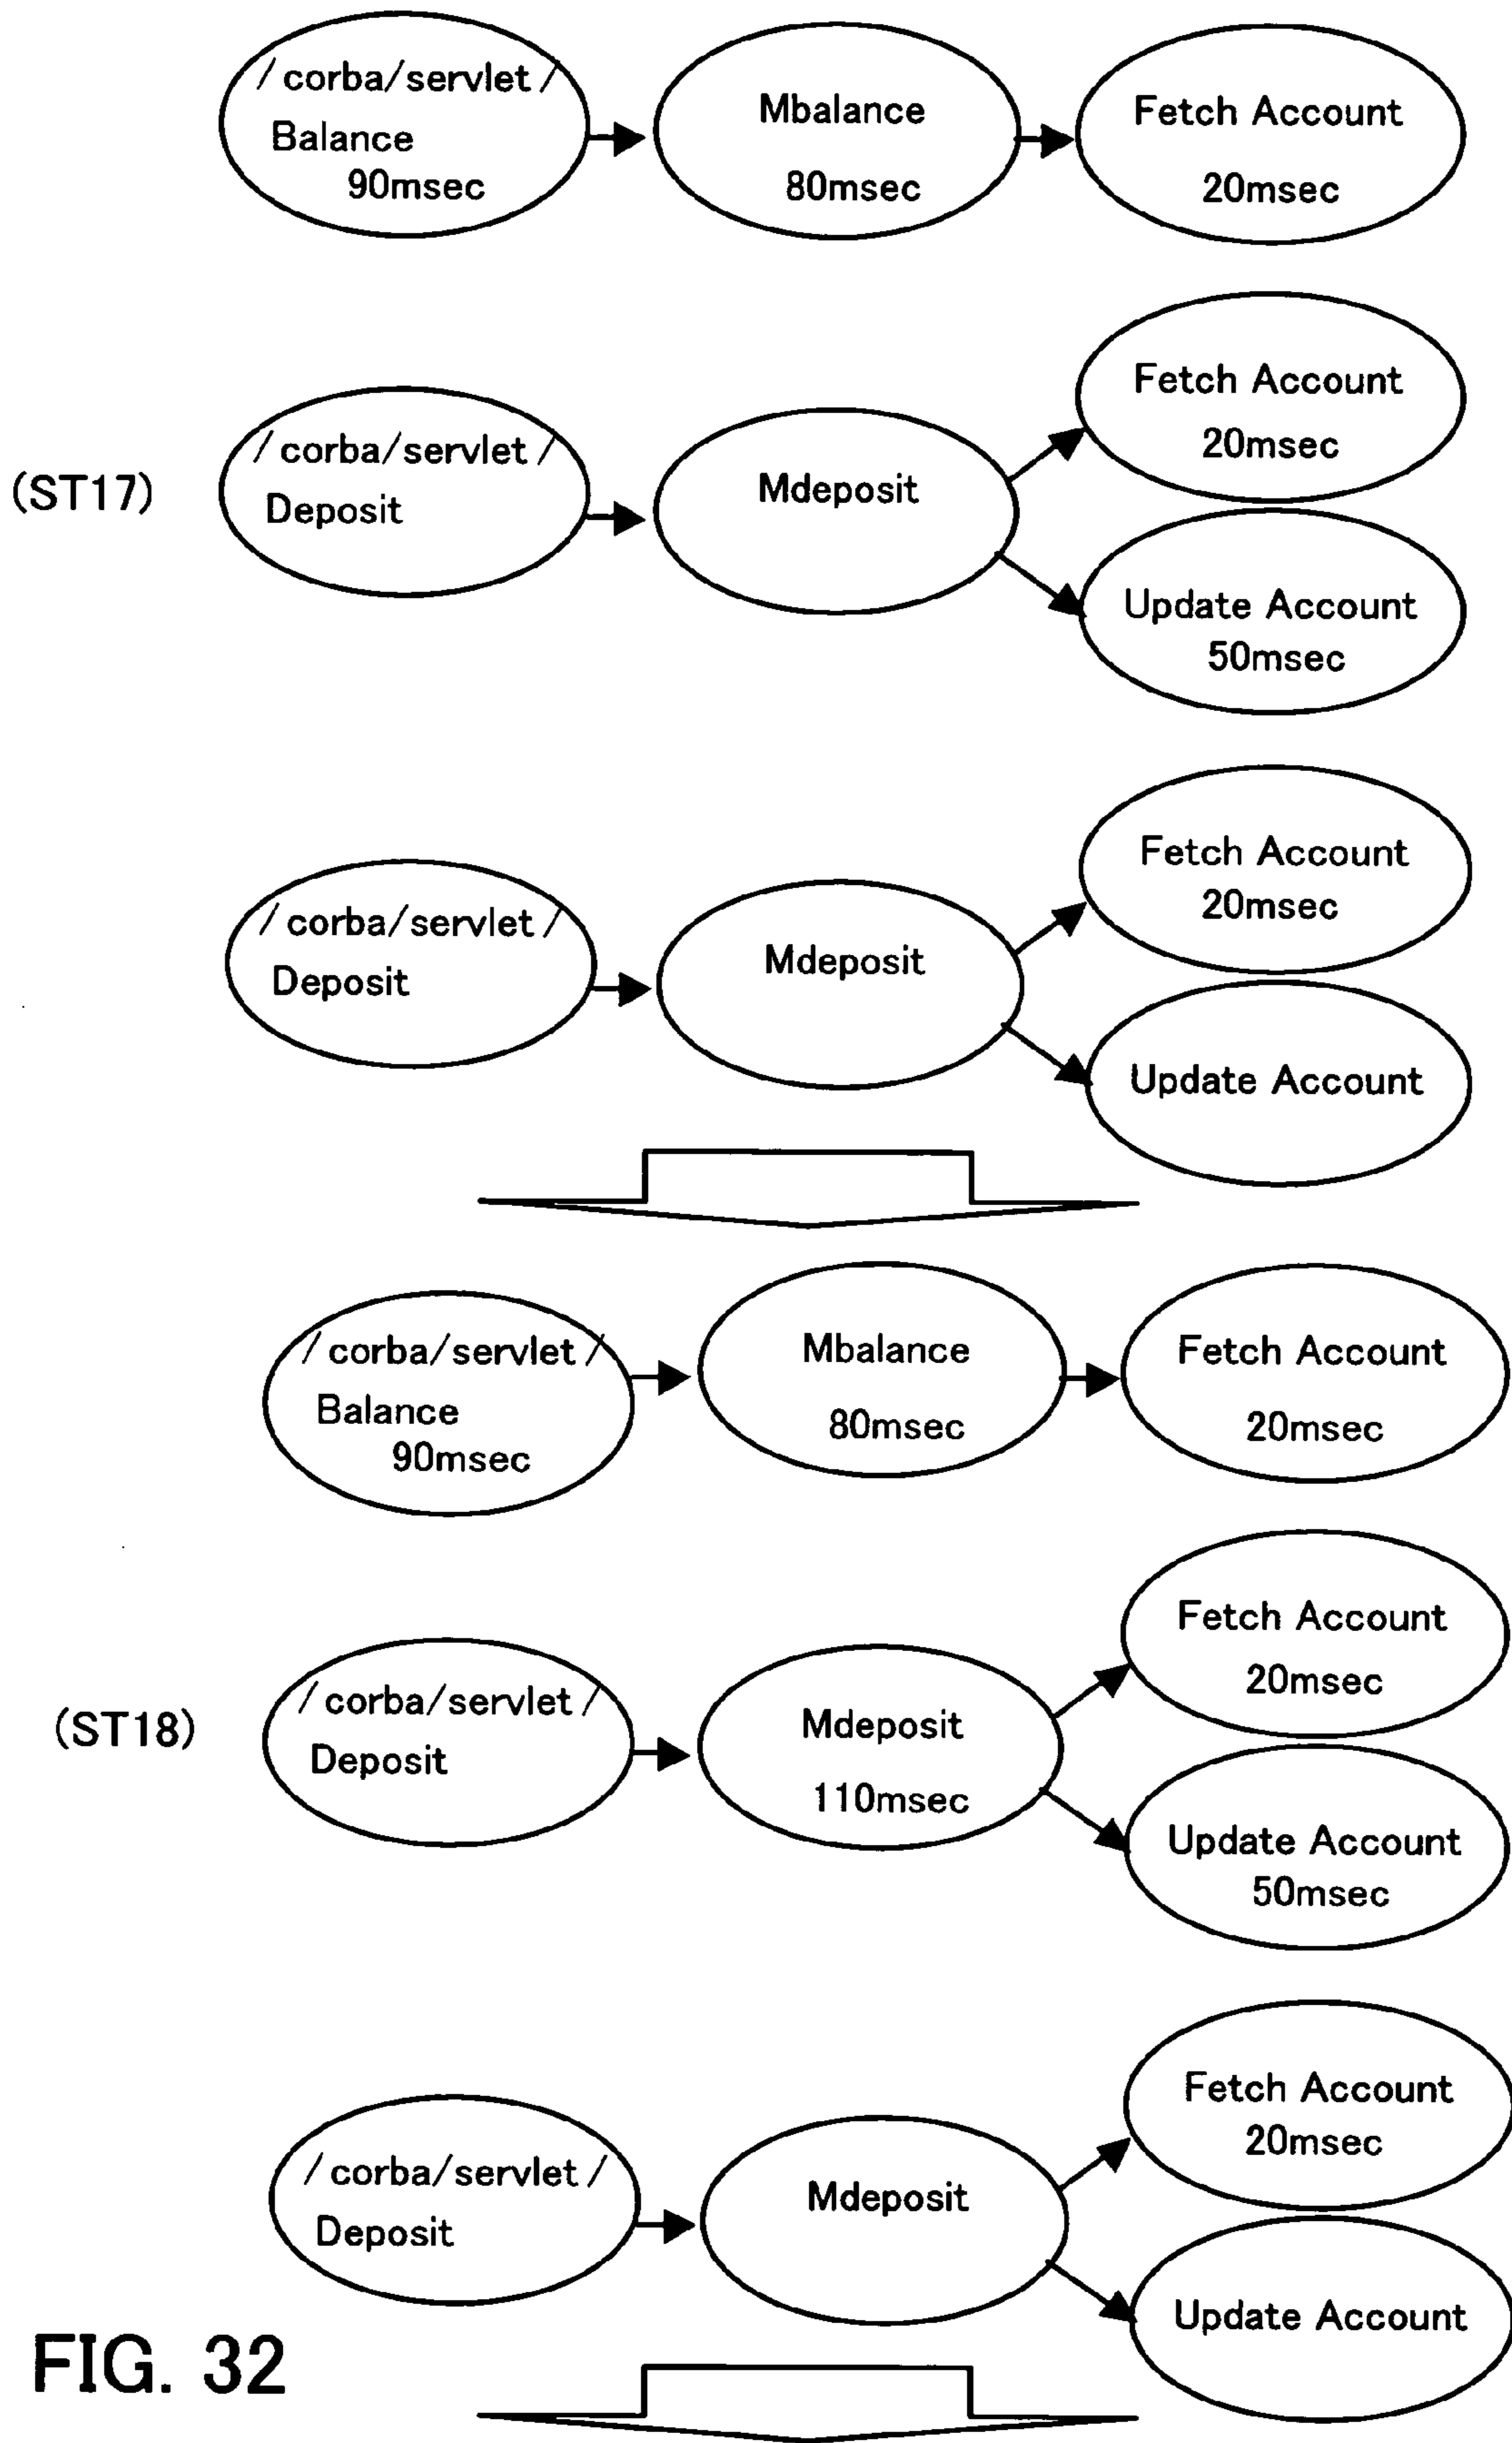 /corba/servlet/
Balance
90msec
Mbalance
80msec
Fetch Account
20msec
(ST17)
/corba/servlet/
Deposit
Mdeposit
Fetch Account
20msec
Update Account
50msec
/corba/servlet/
Deposit
Mdeposit
Fetch Account
20msec
Update Account
/corba/servlet/
Balance
90msec
Mbalance
80msec
Fetch Account
20msec
(ST18)
/corba/servlet/
Deposit
Mdeposit
110msec
Fetch Account
20msec
Update Account
50msec
/corba/servlet/
Deposit
Mdeposit
Fetch Account
20msec
Update Account
FIG. 32